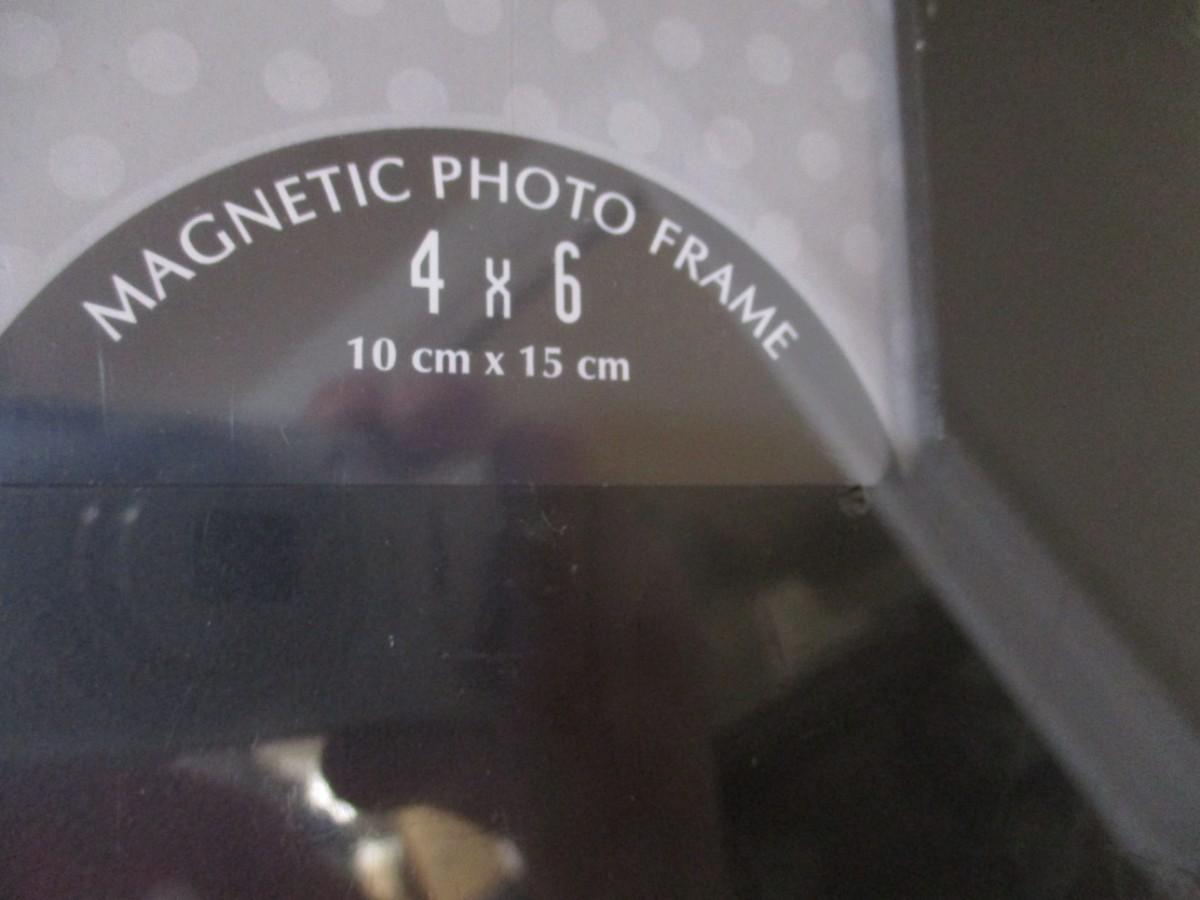 MAGNETIC PHOTO FRAME
4 x 6
10 cm x 15 cm